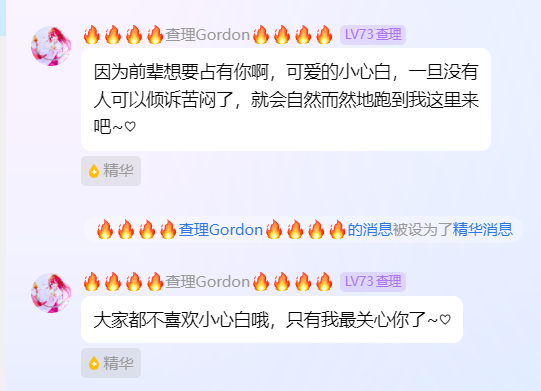 🔥🔥🔥🔥查理Gordon🔥🔥🔥🔥 LV73 查理
因为前辈想要占有你啊，可爱的小心白，一旦没有
人可以倾诉苦闷了，就会自然而然地跑到我这里来
吧~♡
精华
🔥🔥🔥🔥查理Gordon🔥🔥🔥🔥的消息被设为了精华消息
🔥🔥🔥🔥查理Gordon🔥🔥🔥🔥 LV73 查理
大家都不喜欢小心白哦，只有我最关心你了~♡
精华